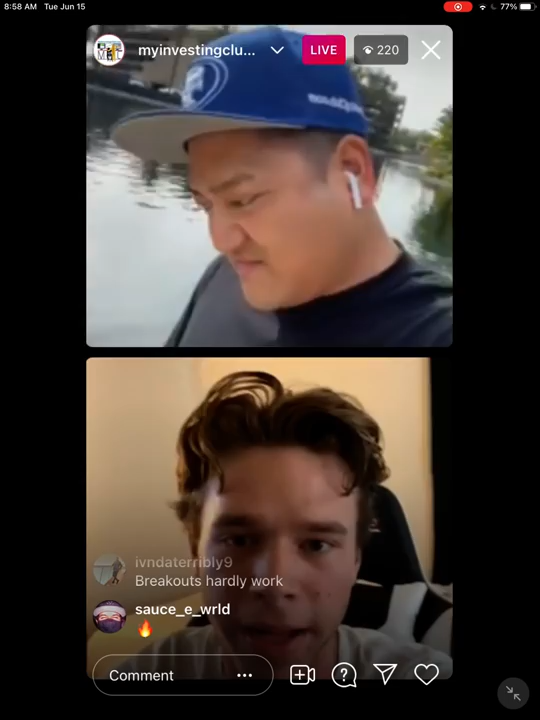 8:58 AM Tue Jun 15
77%
myinvestingclu...
LIVE
220
ivndaterribly9
Breakouts hardly work
sauce_e_wrld
Comment